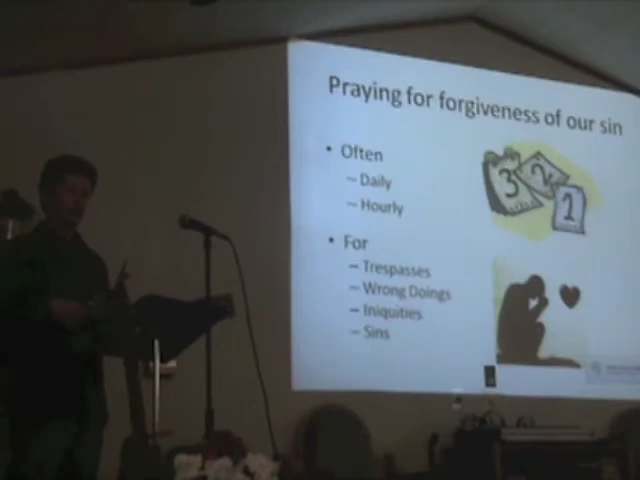 Praying for forgiveness of our sin
• Often
– Daily
– Hourly
• For
– Trespasses
– Wrong Doings
– Iniquities
– Sins
3
2
1